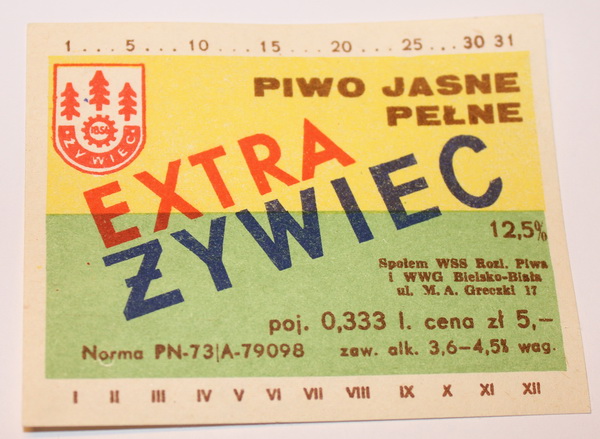 1 . . . 5 . . . 10 . . . 15 . . . 20 . . . 25 . . . 30 31
1856
ŻYWIEC
PIWO JASNE
PEŁNE
EXTRA
ŻYWIEC
12,5%
Społem WSS Rozl. Piwa
i WWG Bielsko-Biała
ul. M. A. Greczki 17
poj. 0,333 l. cena zł 5,—
Norma PN-73|A-79098 zaw. alk. 3,6-4,5% wag.
I II III IV V VI VII VIII IX X XI XII